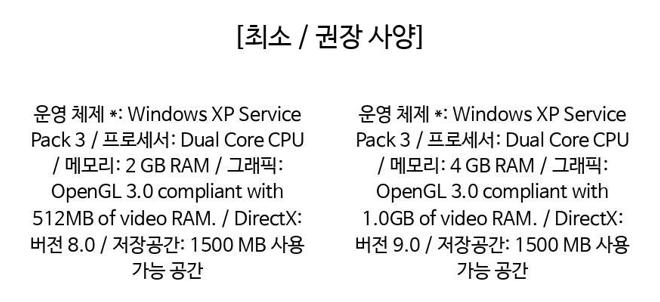 [최소 / 권장 사양]
운영 체제 *: Windows XP Service
Pack 3 / 프로세서: Dual Core CPU
/ 메모리: 2 GB RAM / 그래픽:
OpenGL 3.0 compliant with
512MB of video RAM. / DirectX:
버전 8.0 / 저장공간: 1500 MB 사용
가능 공간
운영 체제 *: Windows XP Service
Pack 3 / 프로세서: Dual Core CPU
/ 메모리: 4 GB RAM / 그래픽:
OpenGL 3.0 compliant with
1.0GB of video RAM. / DirectX:
버전 9.0 / 저장공간: 1500 MB 사용
가능 공간